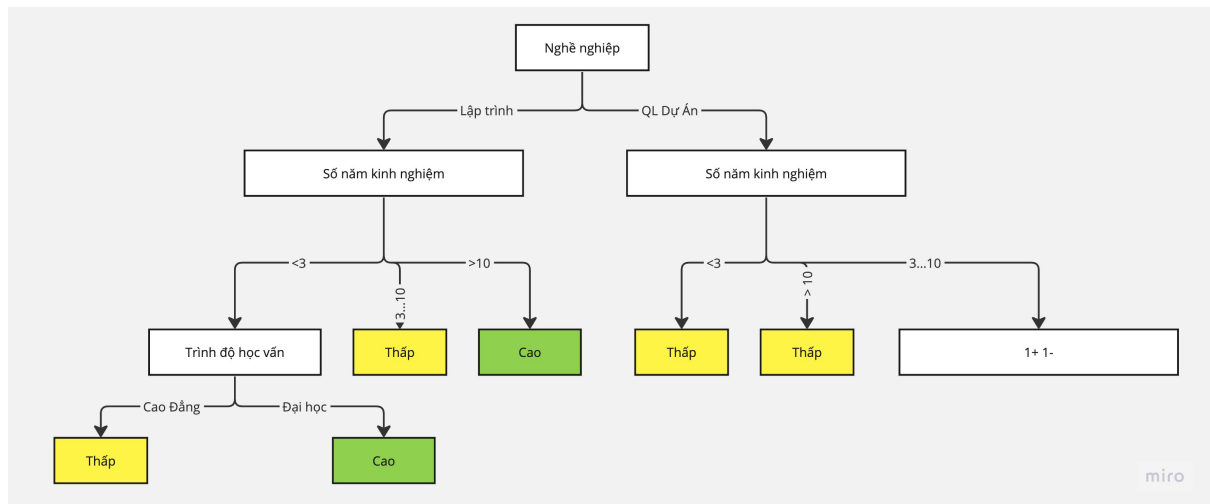 Nghề nghiệp
Lập trình
QL Dự Án
Số năm kinh nghiệm
Số năm kinh nghiệm
<3
3...10
>10
<3
> 10
3...10
Trình độ học vấn
Thấp
Cao
Thấp
Thấp
1+ 1-
Cao Đẳng
Đại học
Thấp
Cao
miro